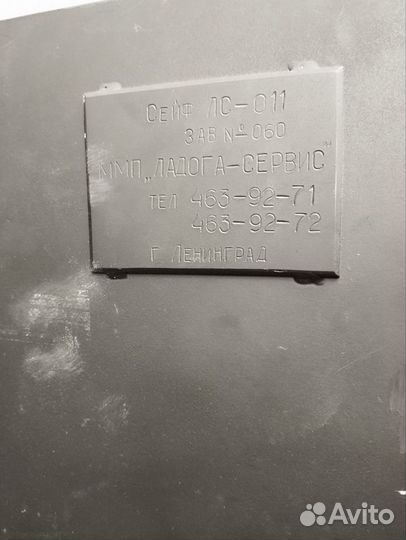 Сейф ЛС-011
Зав № 060
ММП „Ладога-Сервис"
тел 463-92-71
463-92-72
г. Ленинград
Avito